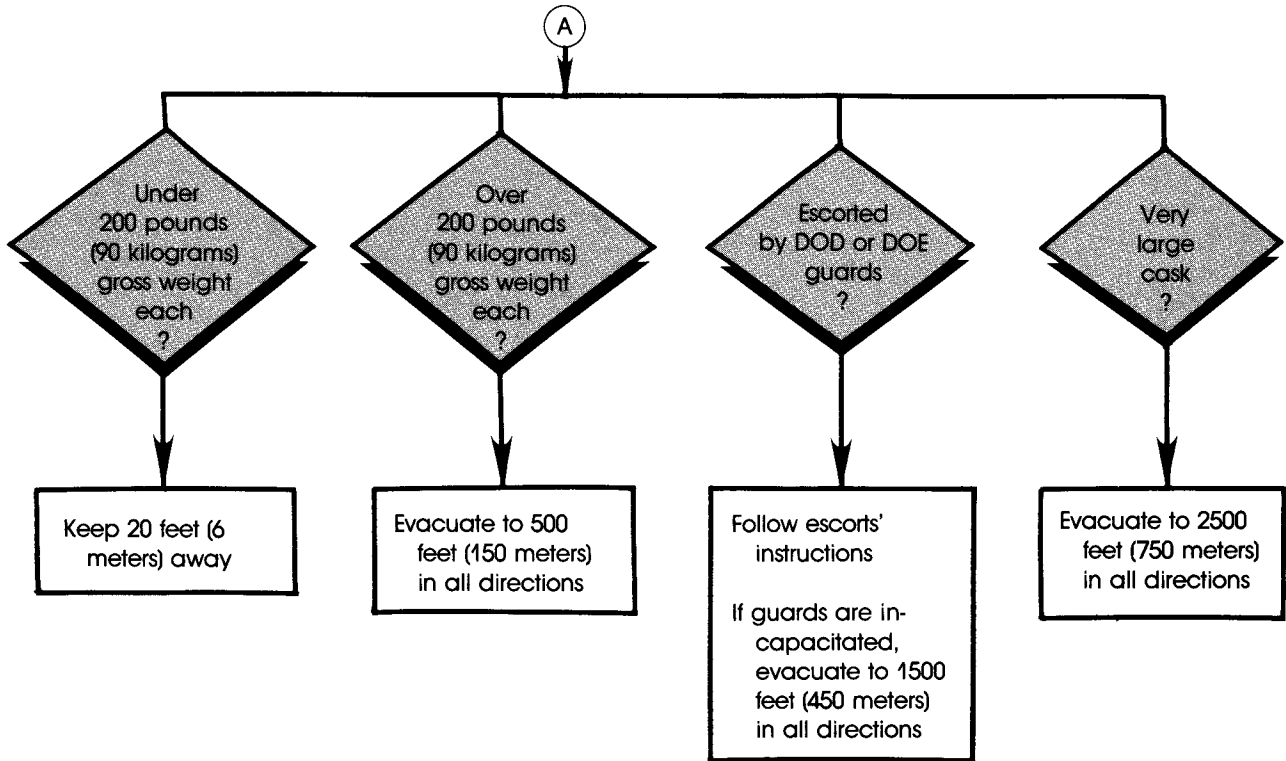 A
Under
200 pounds
(90 kilograms)
gross weight
each
?
Over
200 pounds
(90 kilograms)
gross weight
each
?
Escorted
by DOD or DOE
guards
?
Very
large
cask
?
Keep 20 feet (6
meters) away
Evacuate to 500
feet (150 meters)
in all directions
Follow escorts'
instructions
If guards are in-
capacitated,
evacuate to 1500
feet (450 meters)
in all directions
Evacuate to 2500
feet (750 meters)
in all directions